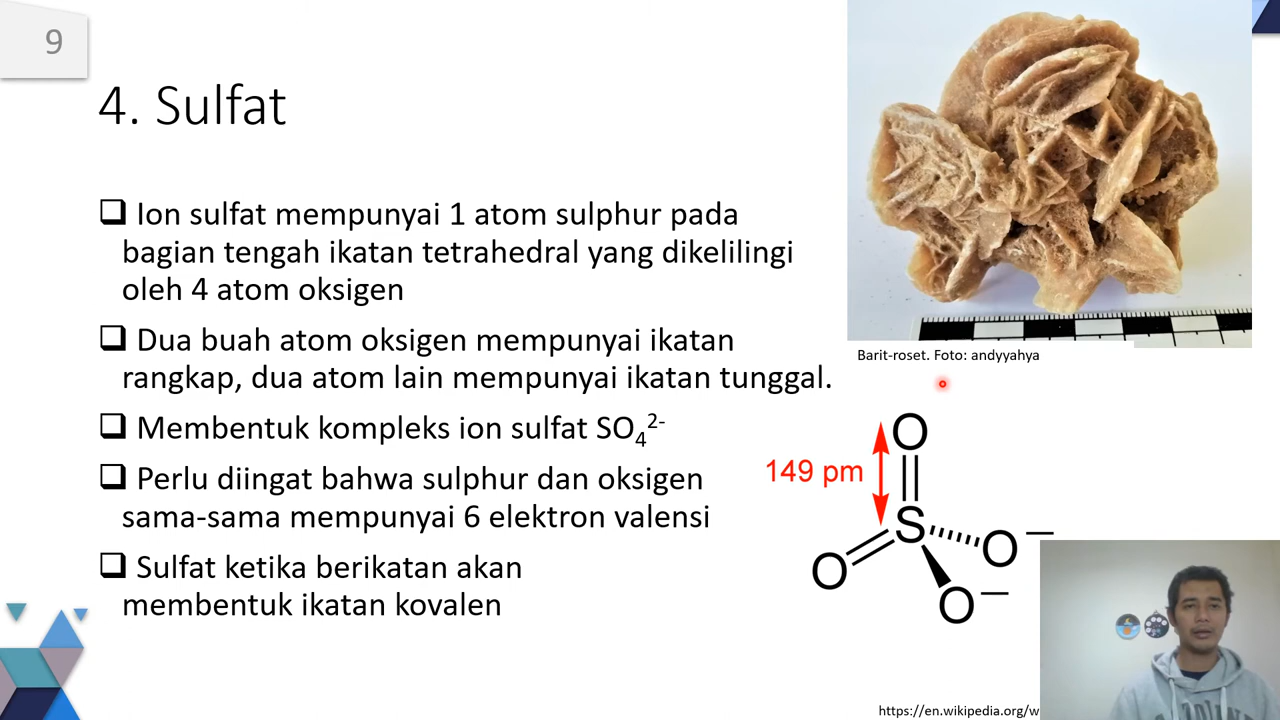 9
4. Sulfat
❑ Ion sulfat mempunyai 1 atom sulphur pada
bagian tengah ikatan tetrahedral yang dikelilingi
oleh 4 atom oksigen
❑ Dua buah atom oksigen mempunyai ikatan
rangkap, dua atom lain mempunyai ikatan tunggal.
❑ Membentuk kompleks ion sulfat SO₄²⁻
❑ Perlu diingat bahwa sulphur dan oksigen
sama-sama mempunyai 6 elektron valensi
❑ Sulfat ketika berikatan akan
membentuk ikatan kovalen
Barit-roset. Foto: andyyahya
O
149 pm
S
O⁻
O
O⁻
https://en.wikipedia.org/w